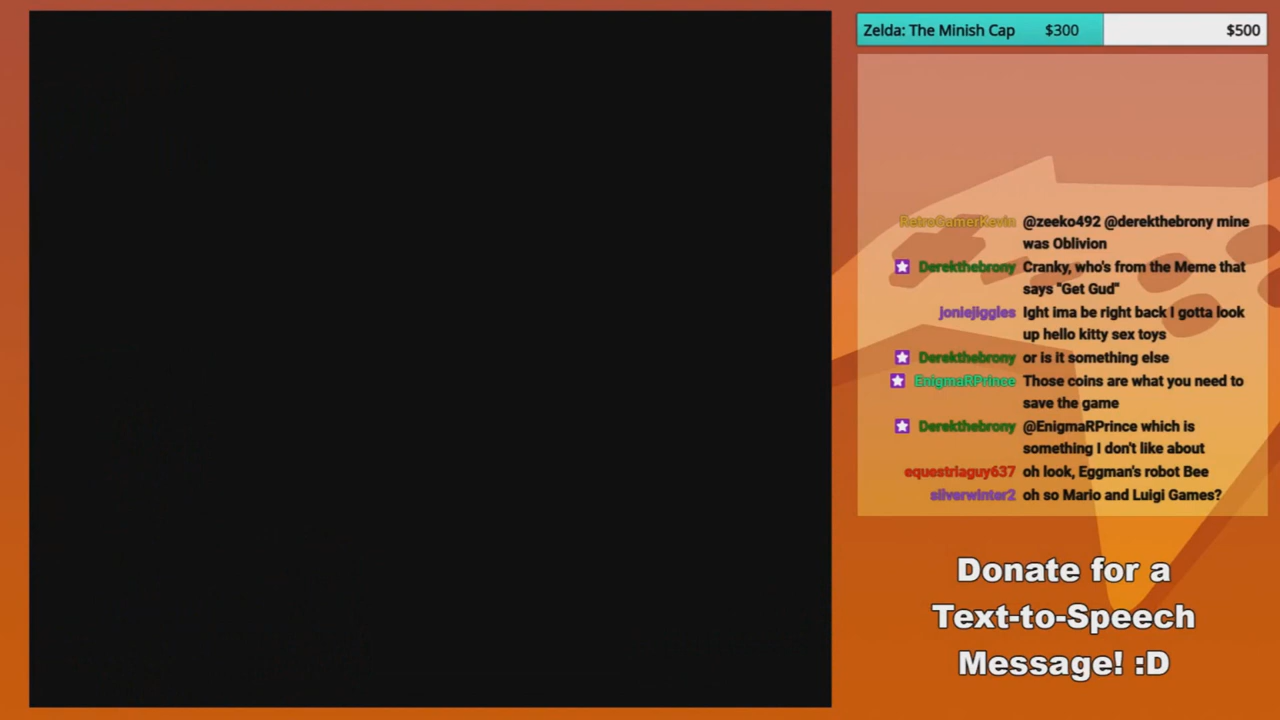 Zelda: The Minish Cap $300 $500
RetroGamerKevin @zeeko492 @derekthebrony mine
was Oblivion
Derekthebrony Cranky, who's from the Meme that
says "Get Gud"
joniejiggles Ight ima be right back I gotta look
up hello kitty sex toys
Derekthebrony or is it something else
EnigmaRPrince Those coins are what you need to
save the game
Derekthebrony @EnigmaRPrince which is
something I don't like about
equestriaguy637 oh look, Eggman's robot Bee
silverwinter2 oh so Mario and Luigi Games?
Donate for a
Text-to-Speech
Message! :D